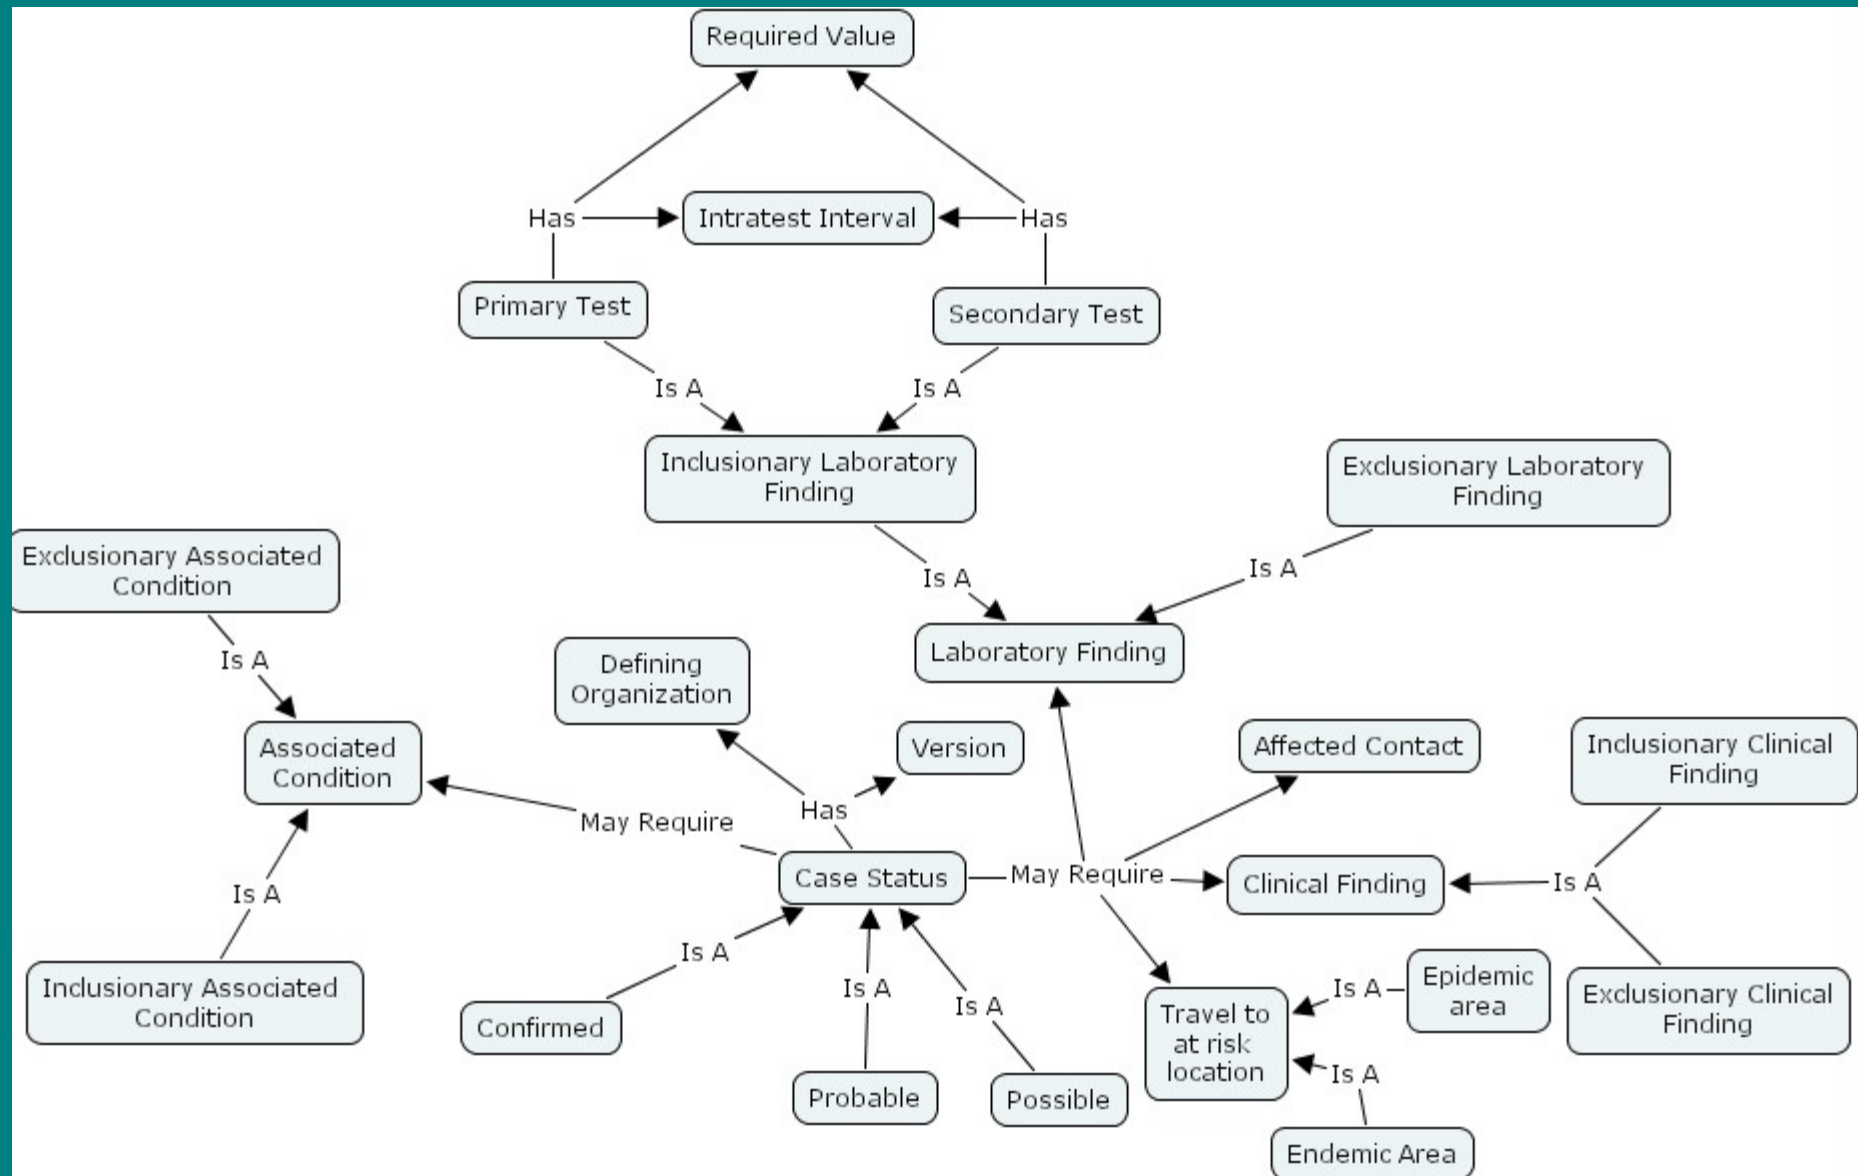 Required Value
Has
Intratest Interval
Has
Primary Test
Secondary Test
Is A
Is A
Inclusionary Laboratory
Finding
Exclusionary Laboratory
Finding
Exclusionary Associated
Condition
Is A
Is A
Is A
Defining
Organization
Laboratory Finding
Associated
Condition
Version
Affected Contact
Inclusionary Clinical
Finding
May Require
Has
Case Status
May Require
Clinical Finding
Is A
Is A
Is A
Inclusionary Associated
Condition
Confirmed
Is A
Is A
Probable
Possible
Travel to
at risk
location
Is A
Epidemic
area
Exclusionary Clinical
Finding
Is A
Endemic Area